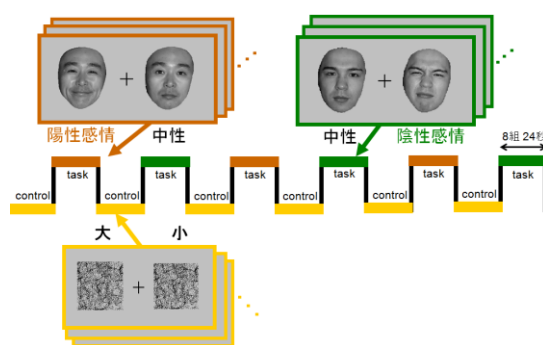 陽性感情 中性
中性 陰性感情
8組 24秒
task task task task task task
control control control control control control
大 小